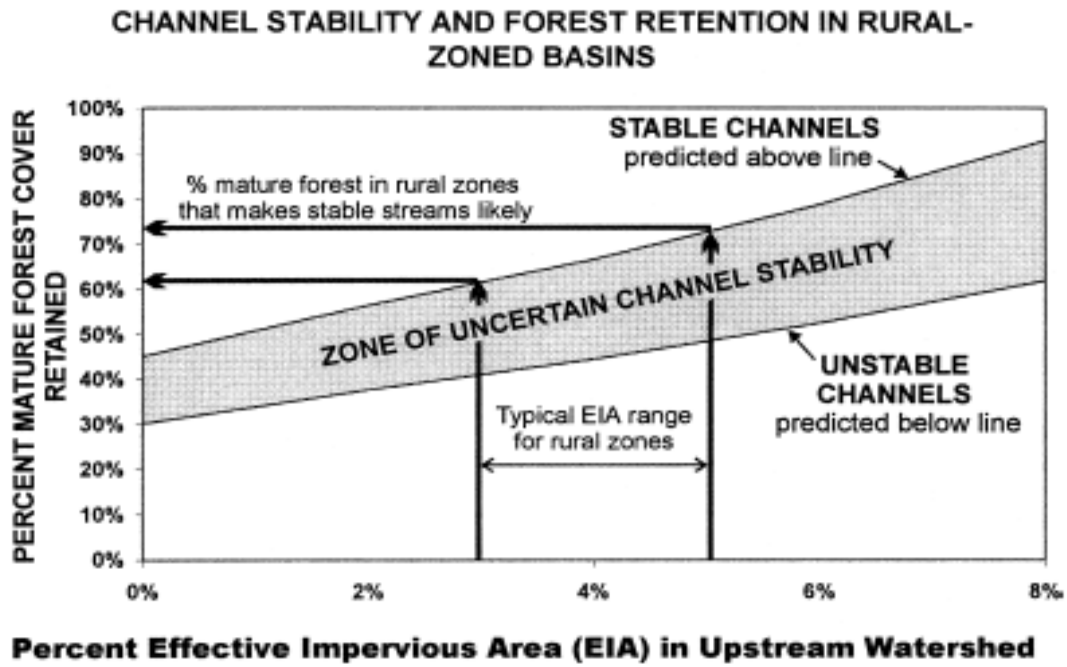 CHANNEL STABILITY AND FOREST RETENTION IN RURAL-
ZONED BASINS
PERCENT MATURE FOREST COVER
RETAINED
100%
90%
80%
70%
60%
50%
40%
30%
20%
10%
0%
STABLE CHANNELS
predicted above line
% mature forest in rural zones
that makes stable streams likely
ZONE OF UNCERTAIN CHANNEL STABILITY
UNSTABLE
CHANNELS
predicted below line
Typical EIA range
for rural zones
0%
2%
4%
6%
8%
Percent Effective Impervious Area (EIA) in Upstream Watershed